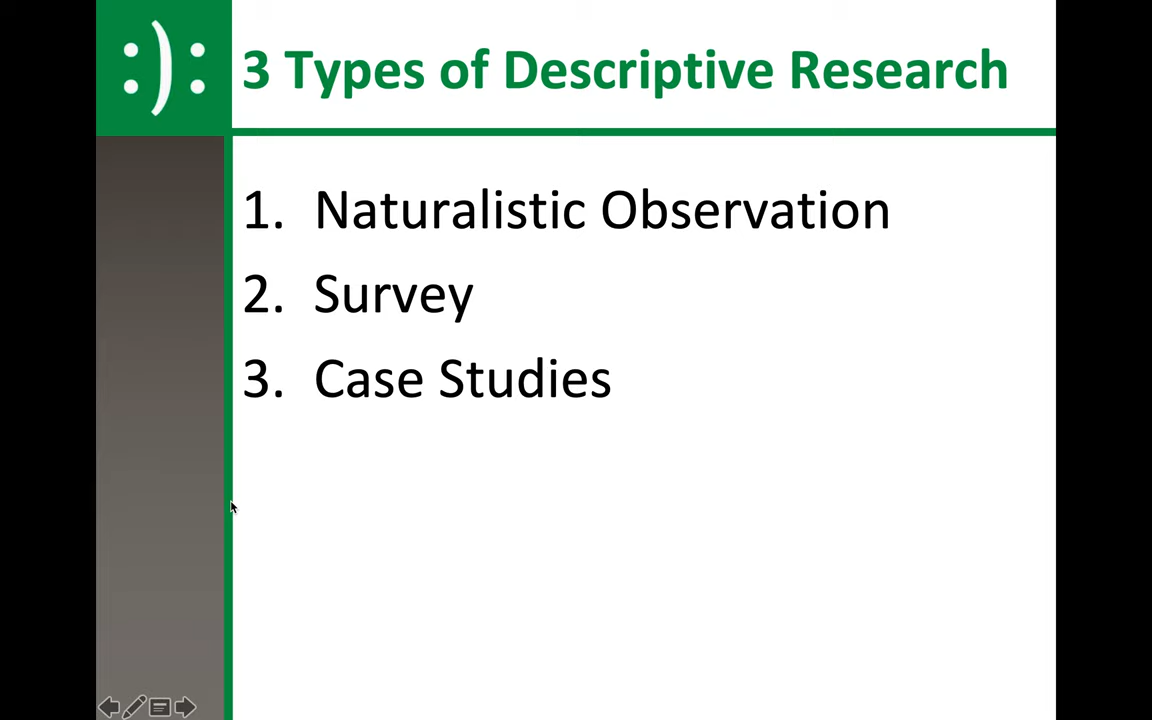 :):
3 Types of Descriptive Research
1. Naturalistic Observation
2. Survey
3. Case Studies